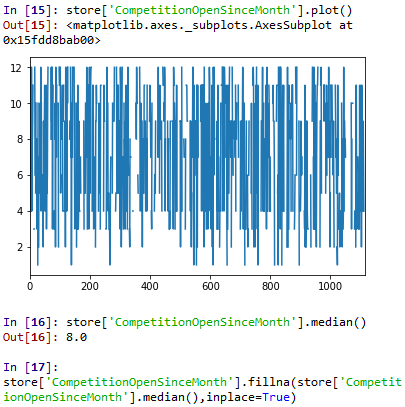 In [15]: store['CompetitionOpenSinceMonth'].plot()
Out[15]: <matplotlib.axes._subplots.AxesSubplot at
0x15fdd8bab00>
12
10
8
6
4
2
0 200 400 600 800 1000
In [16]: store['CompetitionOpenSinceMonth'].median()
Out[16]: 8.0
In [17]:
store['CompetitionOpenSinceMonth'].fillna(store['Competit
ionOpenSinceMonth'].median(),inplace=True)